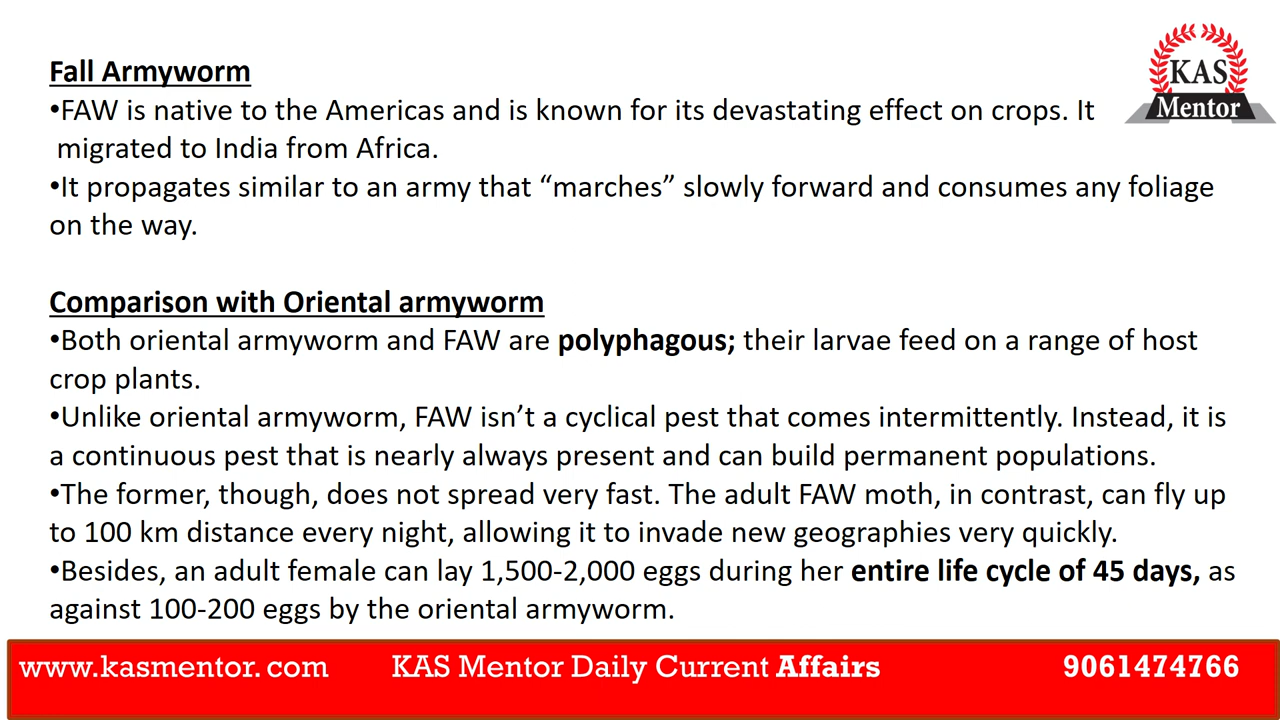 Fall Armyworm
•FAW is native to the Americas and is known for its devastating effect on crops. It
migrated to India from Africa.
•It propagates similar to an army that “marches” slowly forward and consumes any foliage
on the way.
Comparison with Oriental armyworm
•Both oriental armyworm and FAW are polyphagous; their larvae feed on a range of host
crop plants.
•Unlike oriental armyworm, FAW isn’t a cyclical pest that comes intermittently. Instead, it is
a continuous pest that is nearly always present and can build permanent populations.
•The former, though, does not spread very fast. The adult FAW moth, in contrast, can fly up
to 100 km distance every night, allowing it to invade new geographies very quickly.
•Besides, an adult female can lay 1,500-2,000 eggs during her entire life cycle of 45 days, as
against 100-200 eggs by the oriental armyworm.
KAS
Mentor
www.kasmentor. com KAS Mentor Daily Current Affairs 9061474766